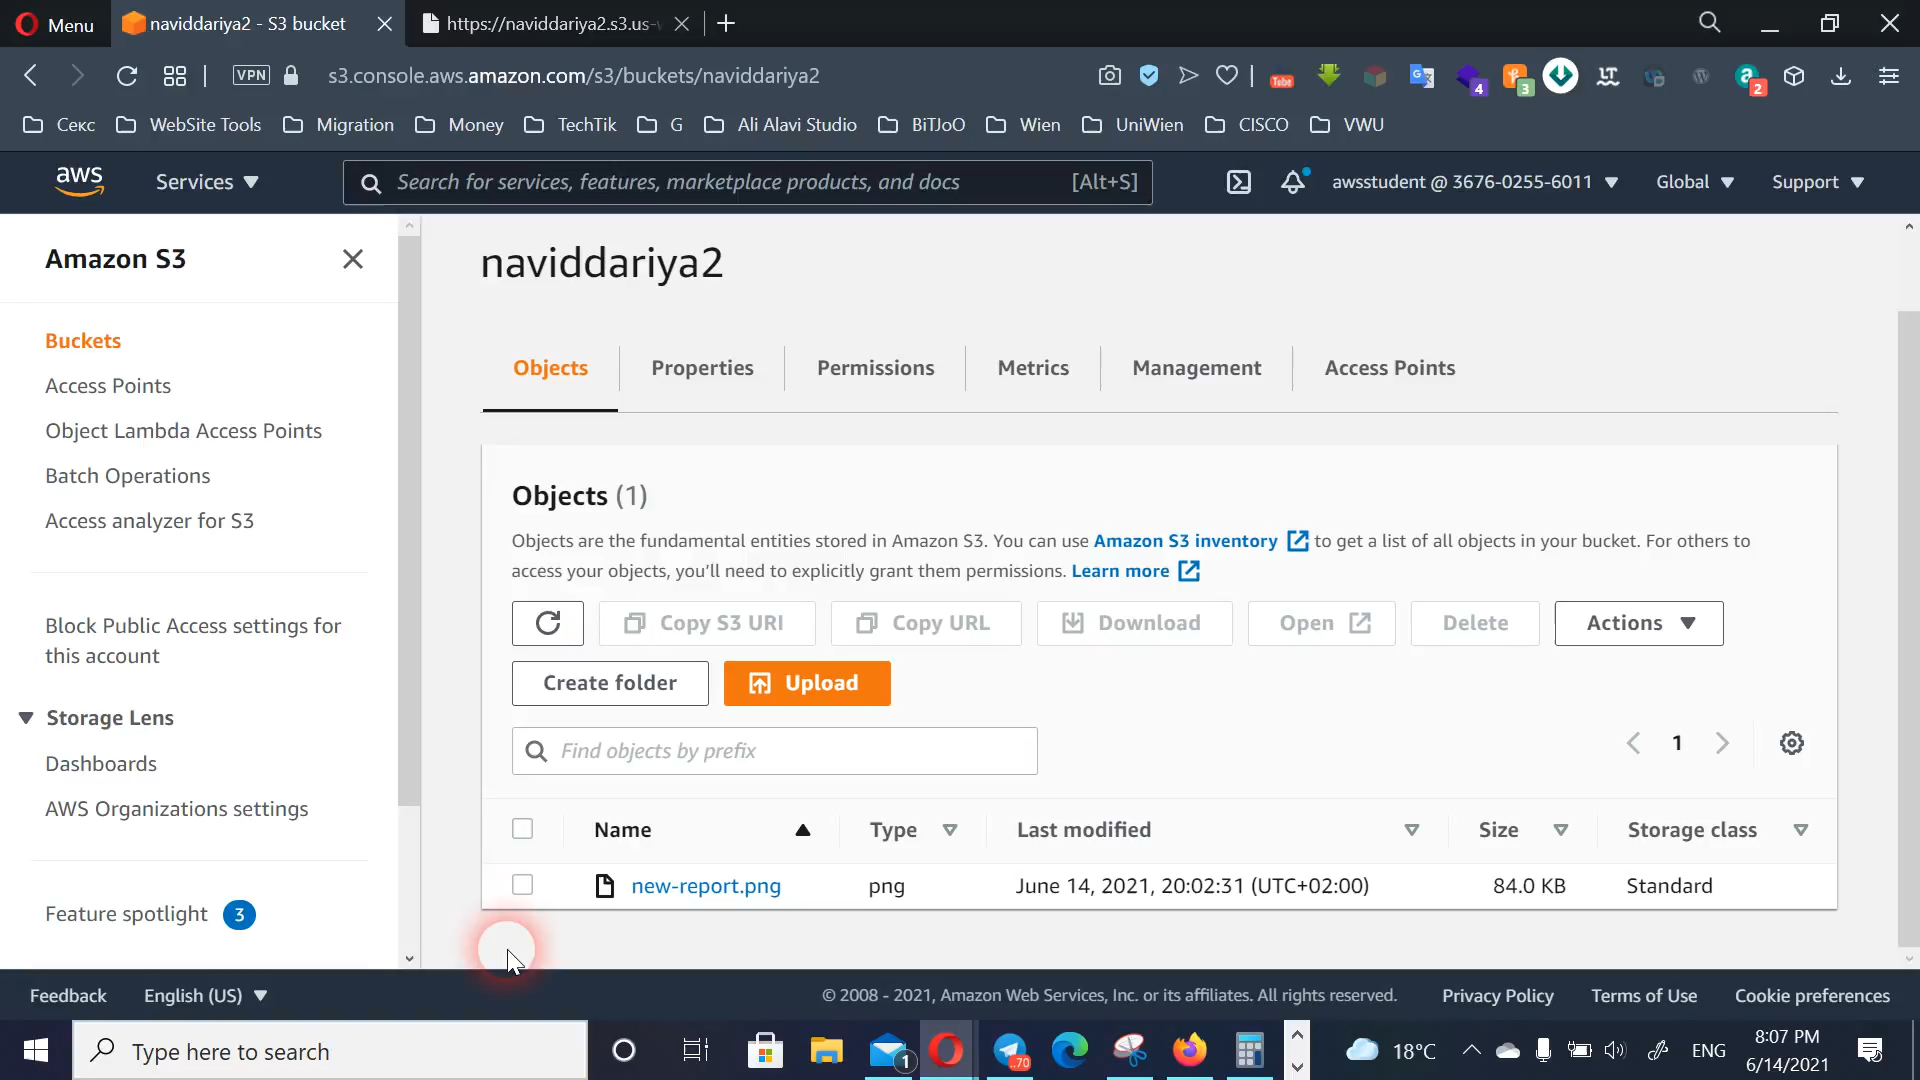 Menu
naviddariya2 - S3 bucket
https://naviddariya2.s3.us-w
VPN
s3.console.aws.amazon.com/s3/buckets/naviddariya2
Tube
4
3
LT
a
2
Секс
WebSite Tools
Migration
Money
TechTik
G
Ali Alavi Studio
BiTJoO
Wien
UniWien
CISCO
VWU
aws
Services
Search for services, features, marketplace products, and docs
[Alt+S]
awsstudent @ 3676-0255-6011
Global
Support
Amazon S3
Buckets
Access Points
Object Lambda Access Points
Batch Operations
Access analyzer for S3
Block Public Access settings for
this account
Storage Lens
Dashboards
AWS Organizations settings
Feature spotlight 3
naviddariya2
Objects
Properties
Permissions
Metrics
Management
Access Points
Objects (1)
Objects are the fundamental entities stored in Amazon S3. You can use Amazon S3 inventory to get a list of all objects in your bucket. For others to
access your objects, you'll need to explicitly grant them permissions. Learn more
Copy S3 URI
Copy URL
Download
Open
Delete
Actions
Create folder
Upload
Find objects by prefix
1
Name
Type
Last modified
Size
Storage class
new-report.png
png
June 14, 2021, 20:02:31 (UTC+02:00)
84.0 KB
Standard
Feedback
English (US)
© 2008 - 2021, Amazon Web Services, Inc. or its affiliates. All rights reserved.
Privacy Policy
Terms of Use
Cookie preferences
Type here to search
1
..70
18°C
ENG
8:07 PM
6/14/2021